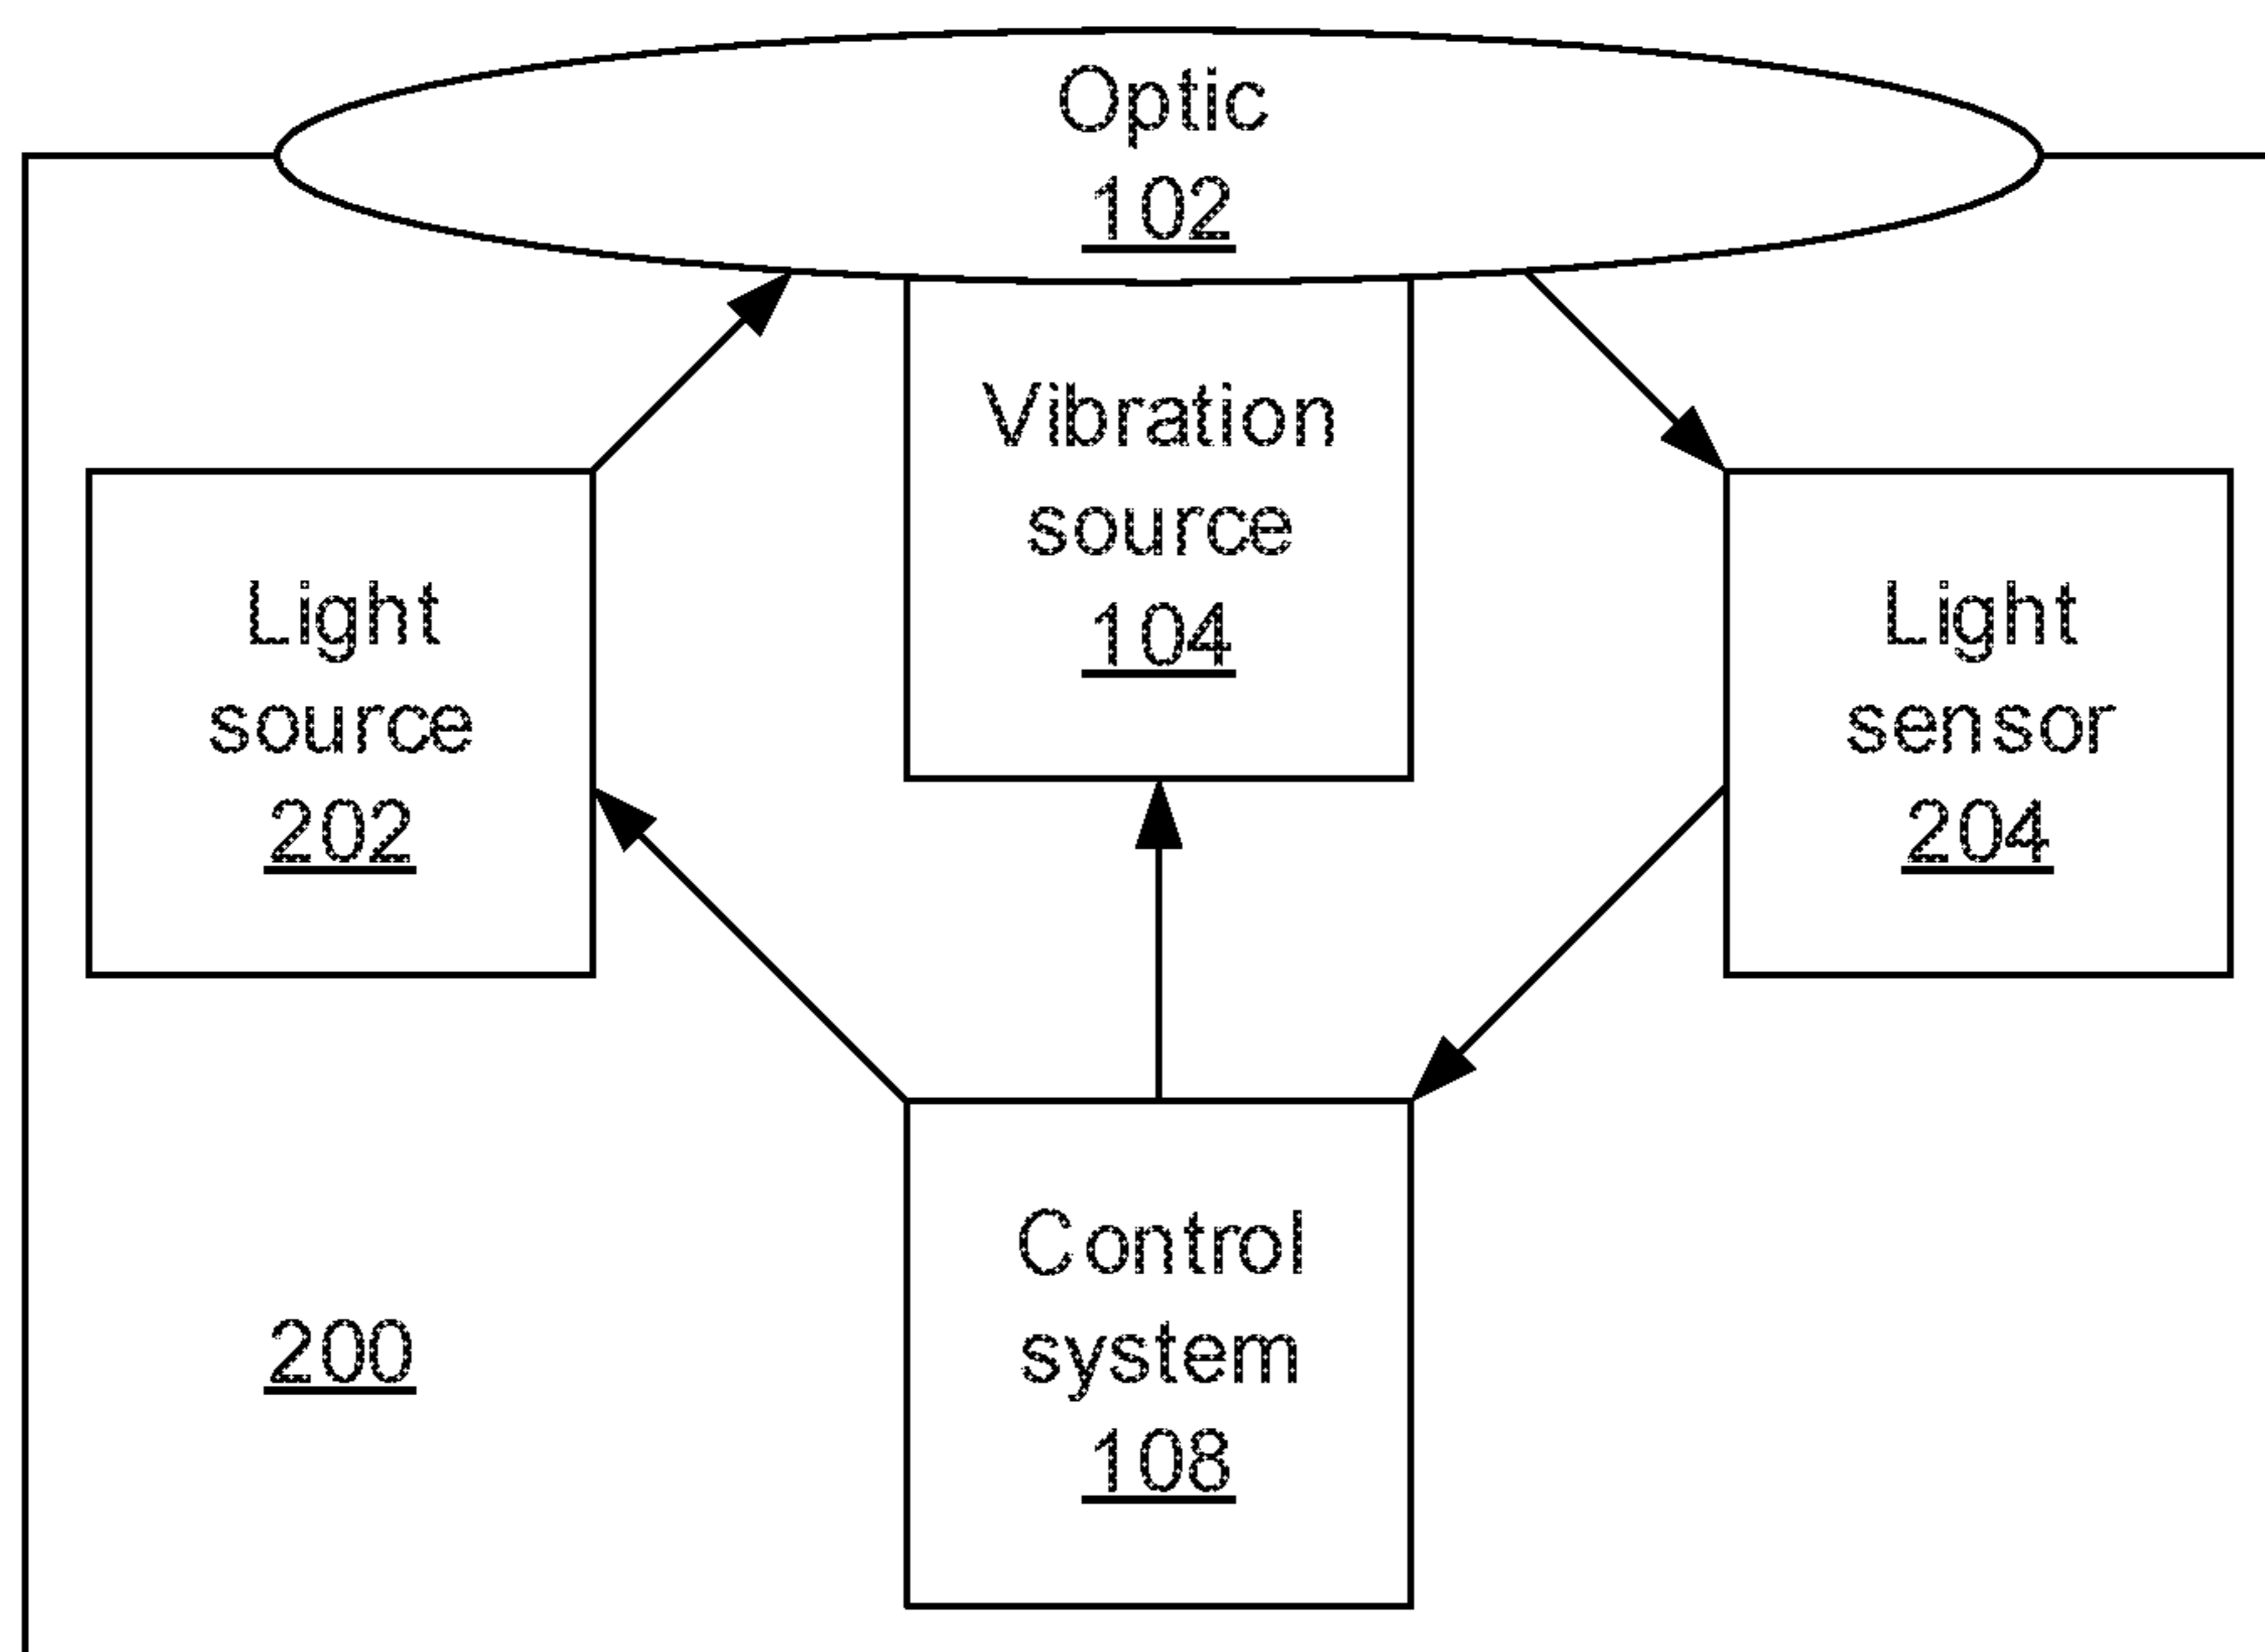 Optic
102
Vibration
source
104
Light
source
202
Light
sensor
204
Control
system
108
200